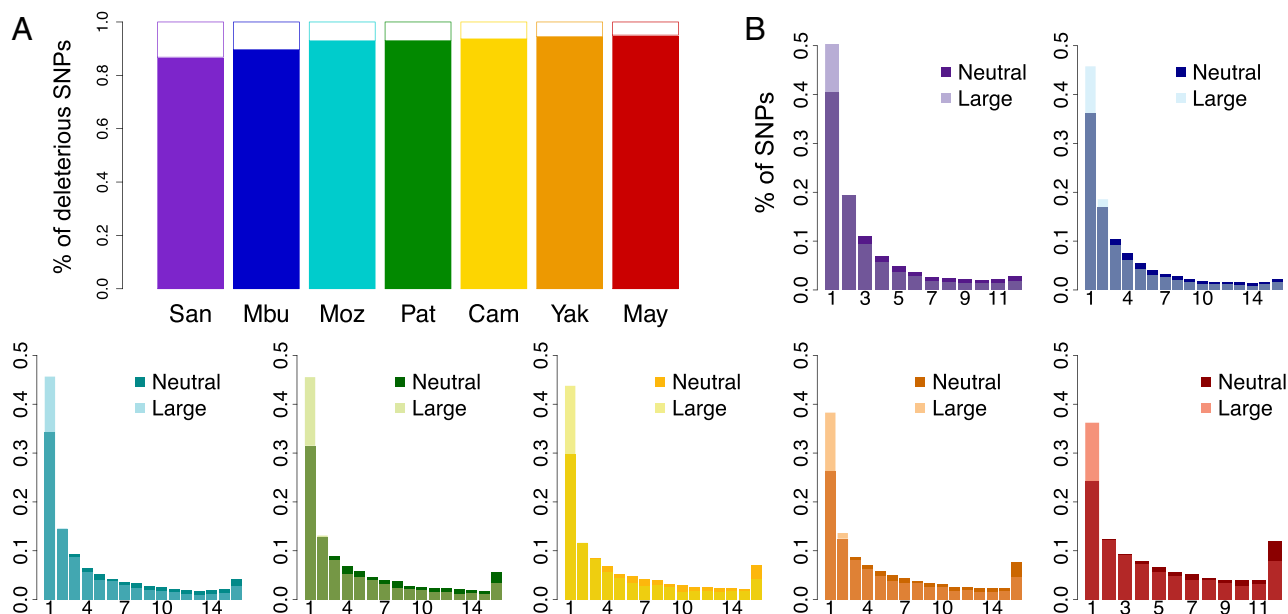 A
% of deleterious SNPs
0.0 0.2 0.4 0.6 0.8 1.0
San Mbu Moz Pat Cam Yak May
B
% of SNPs
0.0 0.1 0.2 0.3 0.4 0.5
Neutral
Large
1 3 5 7 9 11
0.0 0.1 0.2 0.3 0.4 0.5
Neutral
Large
1 4 7 10 14
0.0 0.1 0.2 0.3 0.4 0.5
Neutral
Large
1 4 7 10 14
0.0 0.1 0.2 0.3 0.4 0.5
Neutral
Large
1 4 7 10 14
0.0 0.1 0.2 0.3 0.4 0.5
Neutral
Large
1 4 7 10 14
0.0 0.1 0.2 0.3 0.4 0.5
Neutral
Large
1 4 7 10 14
0.0 0.1 0.2 0.3 0.4 0.5
Neutral
Large
1 3 5 7 9 11